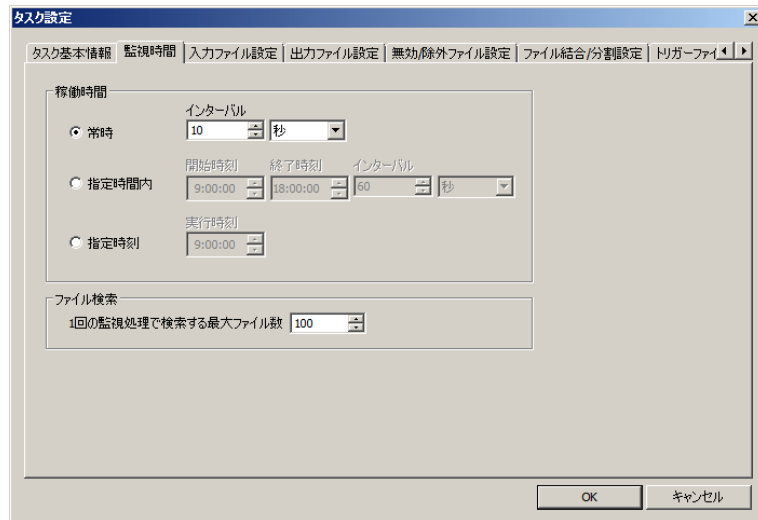 タスク設定
タスク基本情報 監視時間 入力ファイル設定 出力ファイル設定 無効/除外ファイル設定 ファイル結合/分割設定 トリガーファイ
稼働時間
インターバル
常時 10 秒
開始時刻 終了時刻 インターバル
指定時間内 9:00:00 18:00:00 60 秒
実行時刻
指定時刻 9:00:00
ファイル検索
1回の監視処理で検索する最大ファイル数 100
OK キャンセル